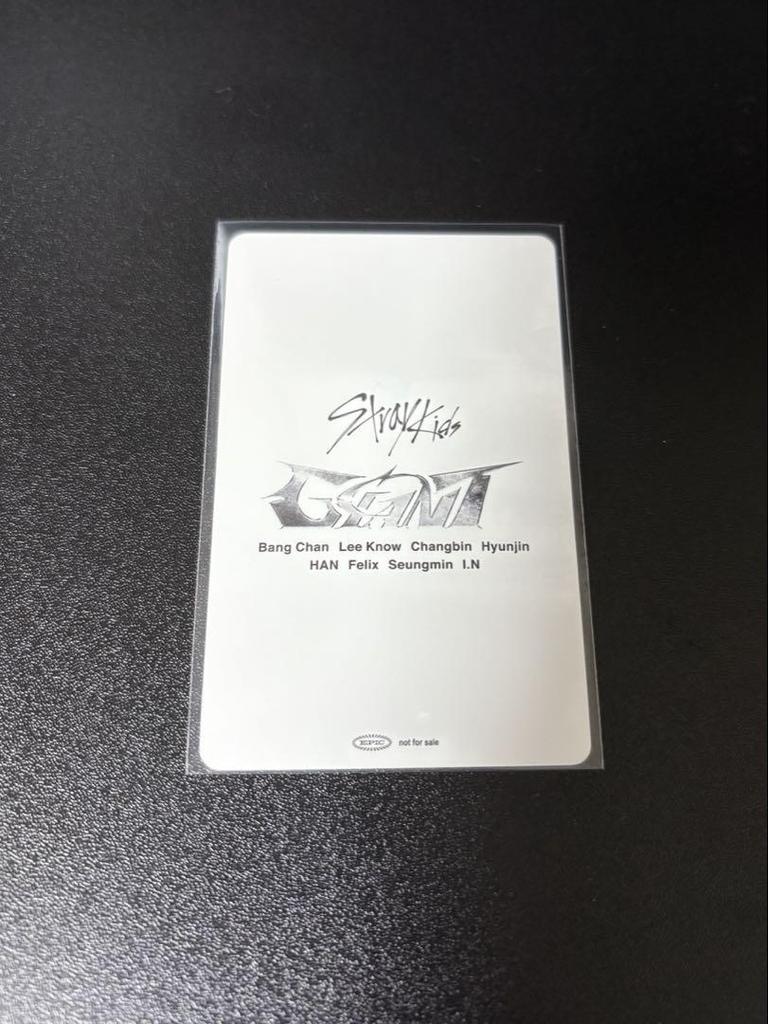 Stray Kids
GIANT
Bang Chan Lee Know Changbin Hyunjin
HAN Felix Seungmin I.N
EPIC not for sale